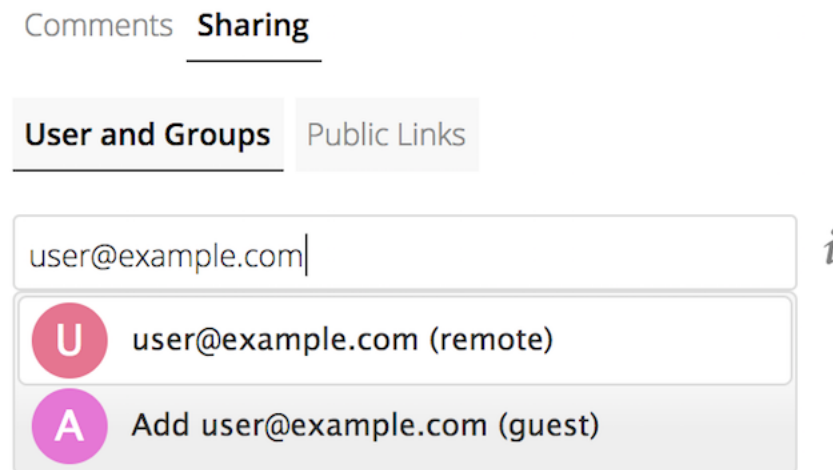 Comments Sharing
User and Groups Public Links
user@example.com
i
U user@example.com (remote)
A Add user@example.com (guest)